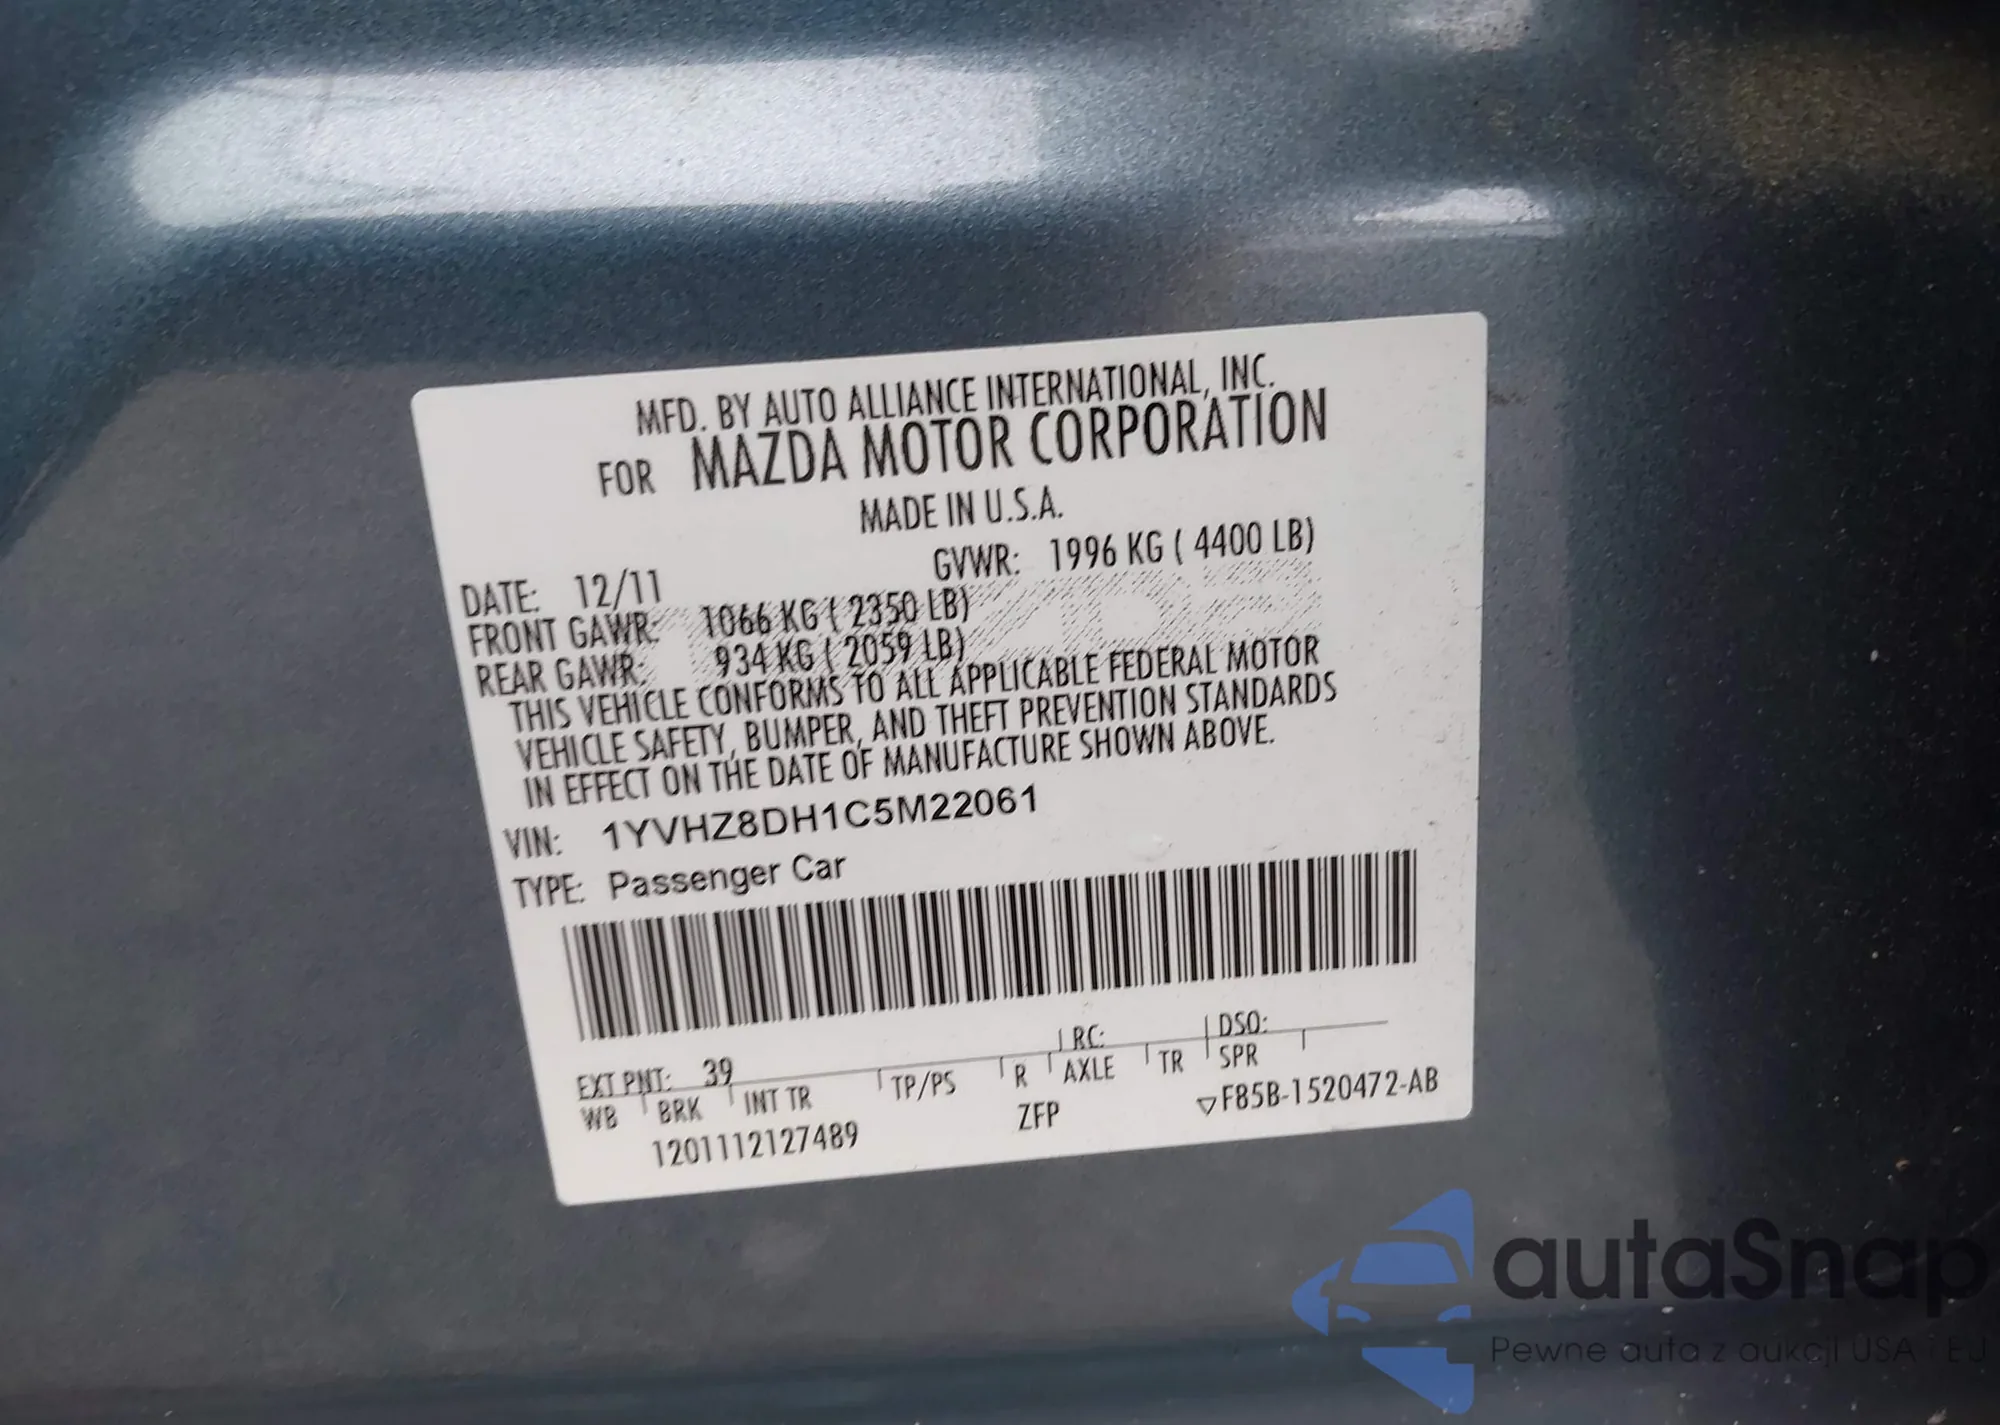 MFD. BY AUTO ALLIANCE INTERNATIONAL, INC.
FOR MAZDA MOTOR CORPORATION
MADE IN U.S.A.
DATE: 12/11 GVWR: 1996 KG ( 4400 LB)
FRONT GAWR: 1066 KG ( 2350 LB)
REAR GAWR: 934 KG ( 2059 LB)
THIS VEHICLE CONFORMS TO ALL APPLICABLE FEDERAL MOTOR
VEHICLE SAFETY, BUMPER, AND THEFT PREVENTION STANDARDS
IN EFFECT ON THE DATE OF MANUFACTURE SHOWN ABOVE.
VIN: 1YVHZ8DH1C5M22061
TYPE: Passenger Car
EXT PNT: 39 RC: DSO:
WB BRK INT TR TP/PS R AXLE TR SPR
1201112127489 ZFP F85B-1520472-AB
autaSnap
Pewne auta z aukcji USA i EU